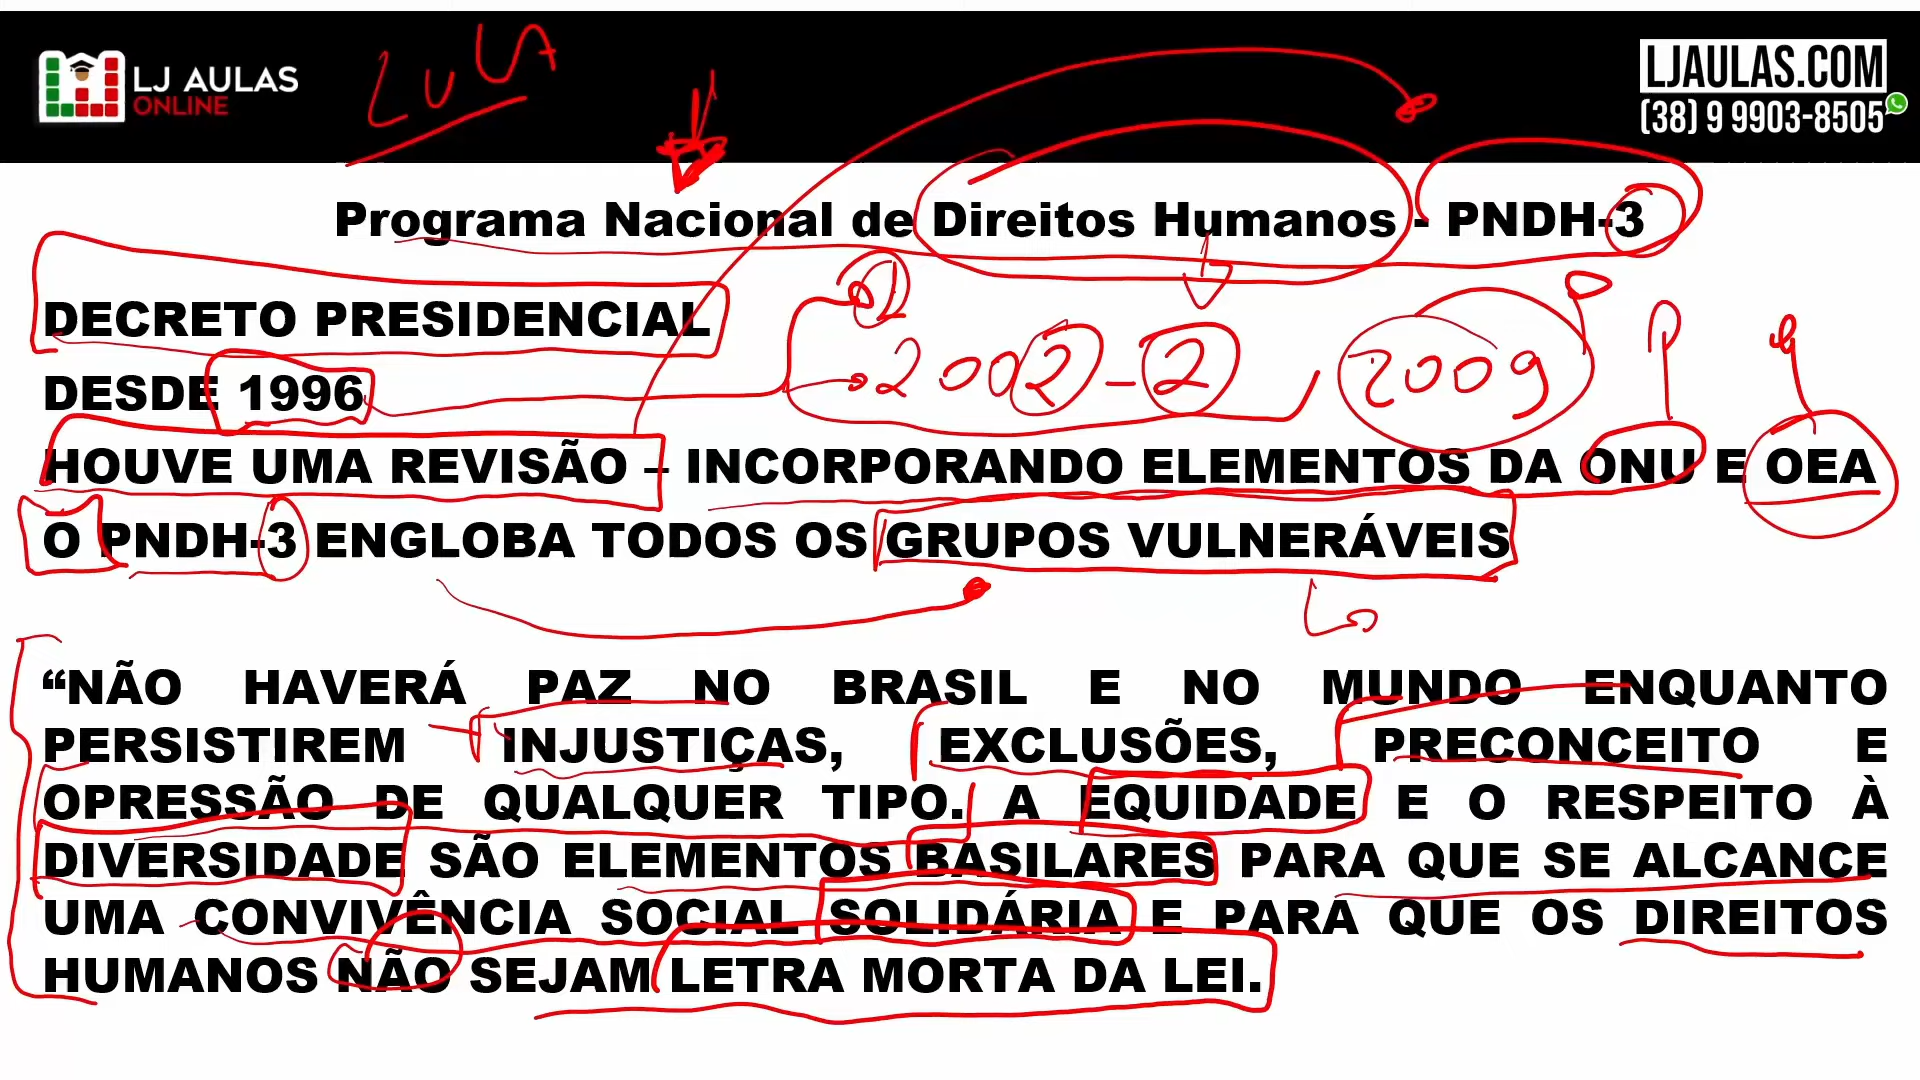 LULA
LJ AULAS
ONLINE
LJAULAS.COM
(38) 9 9903-8505
Programa Nacional de Direitos Humanos - PNDH-3
DECRETO PRESIDENCIAL
1
DESDE 1996
2002-2, 2009
HOUVE UMA REVISÃO – INCORPORANDO ELEMENTOS DA ONU E OEA
O PNDH-3 ENGLOBA TODOS OS GRUPOS VULNERÁVEIS
“NÃO HAVERÁ PAZ NO BRASIL E NO MUNDO ENQUANTO
PERSISTIREM INJUSTIÇAS, EXCLUSÕES, PRECONCEITO E
OPRESSÃO DE QUALQUER TIPO. A EQUIDADE E O RESPEITO À
DIVERSIDADE SÃO ELEMENTOS BASILARES PARA QUE SE ALCANCE
UMA CONVIVÊNCIA SOCIAL SOLIDÁRIA E PARA QUE OS DIREITOS
HUMANOS NÃO SEJAM LETRA MORTA DA LEI.